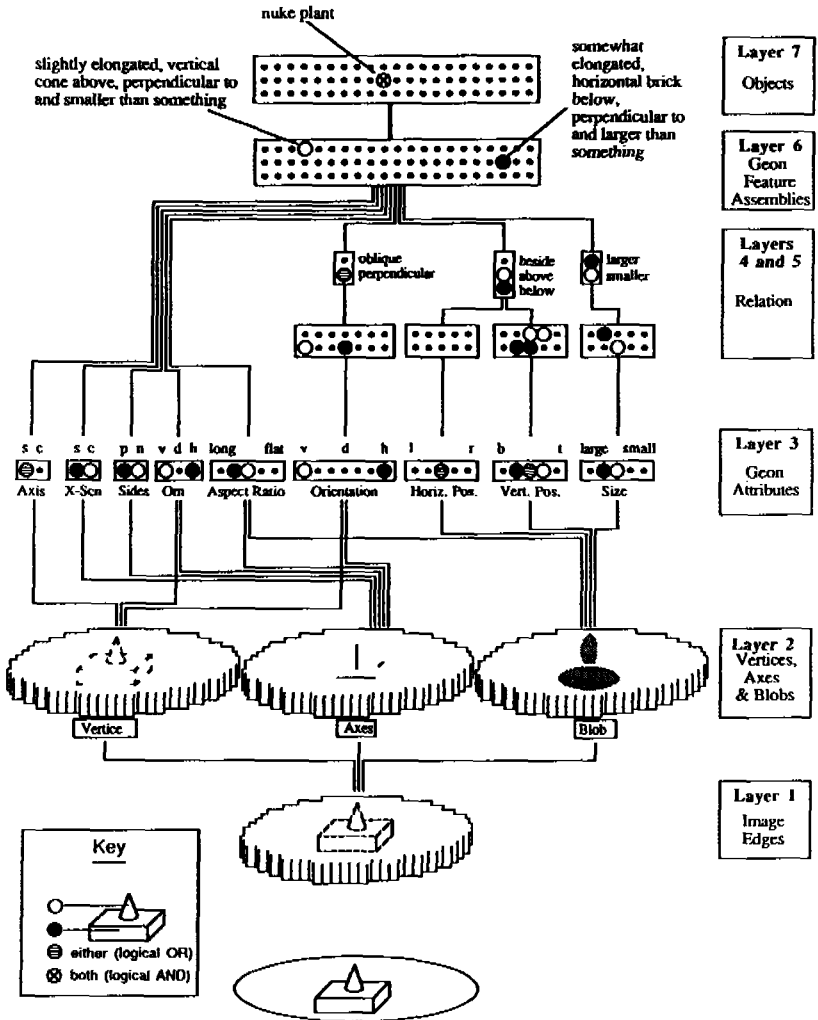 nuke plant
slightly elongated, vertical
cone above, perpendicular to
and smaller than something
somewhat
elongated,
horizontal brick
below,
perpendicular to
and larger than
something
Layer 7
Objects
Layer 6
Geon
Feature
Assemblies
oblique
perpendicular
beside
above
below
larger
smaller
Layers
4 and 5
Relation
s c
s c
p n
v d h
long flat
v d h
l r
b t
large small
Axis
X-Scn
Sides
Orn
Aspect Ratio
Orientation
Horiz. Pos.
Vert. Pos.
Size
Layer 3
Geon
Attributes
Vertice
Axes
Blob
Layer 2
Vertices,
Axes
& Blobs
Layer 1
Image
Edges
Key
either (logical OR)
both (logical AND)